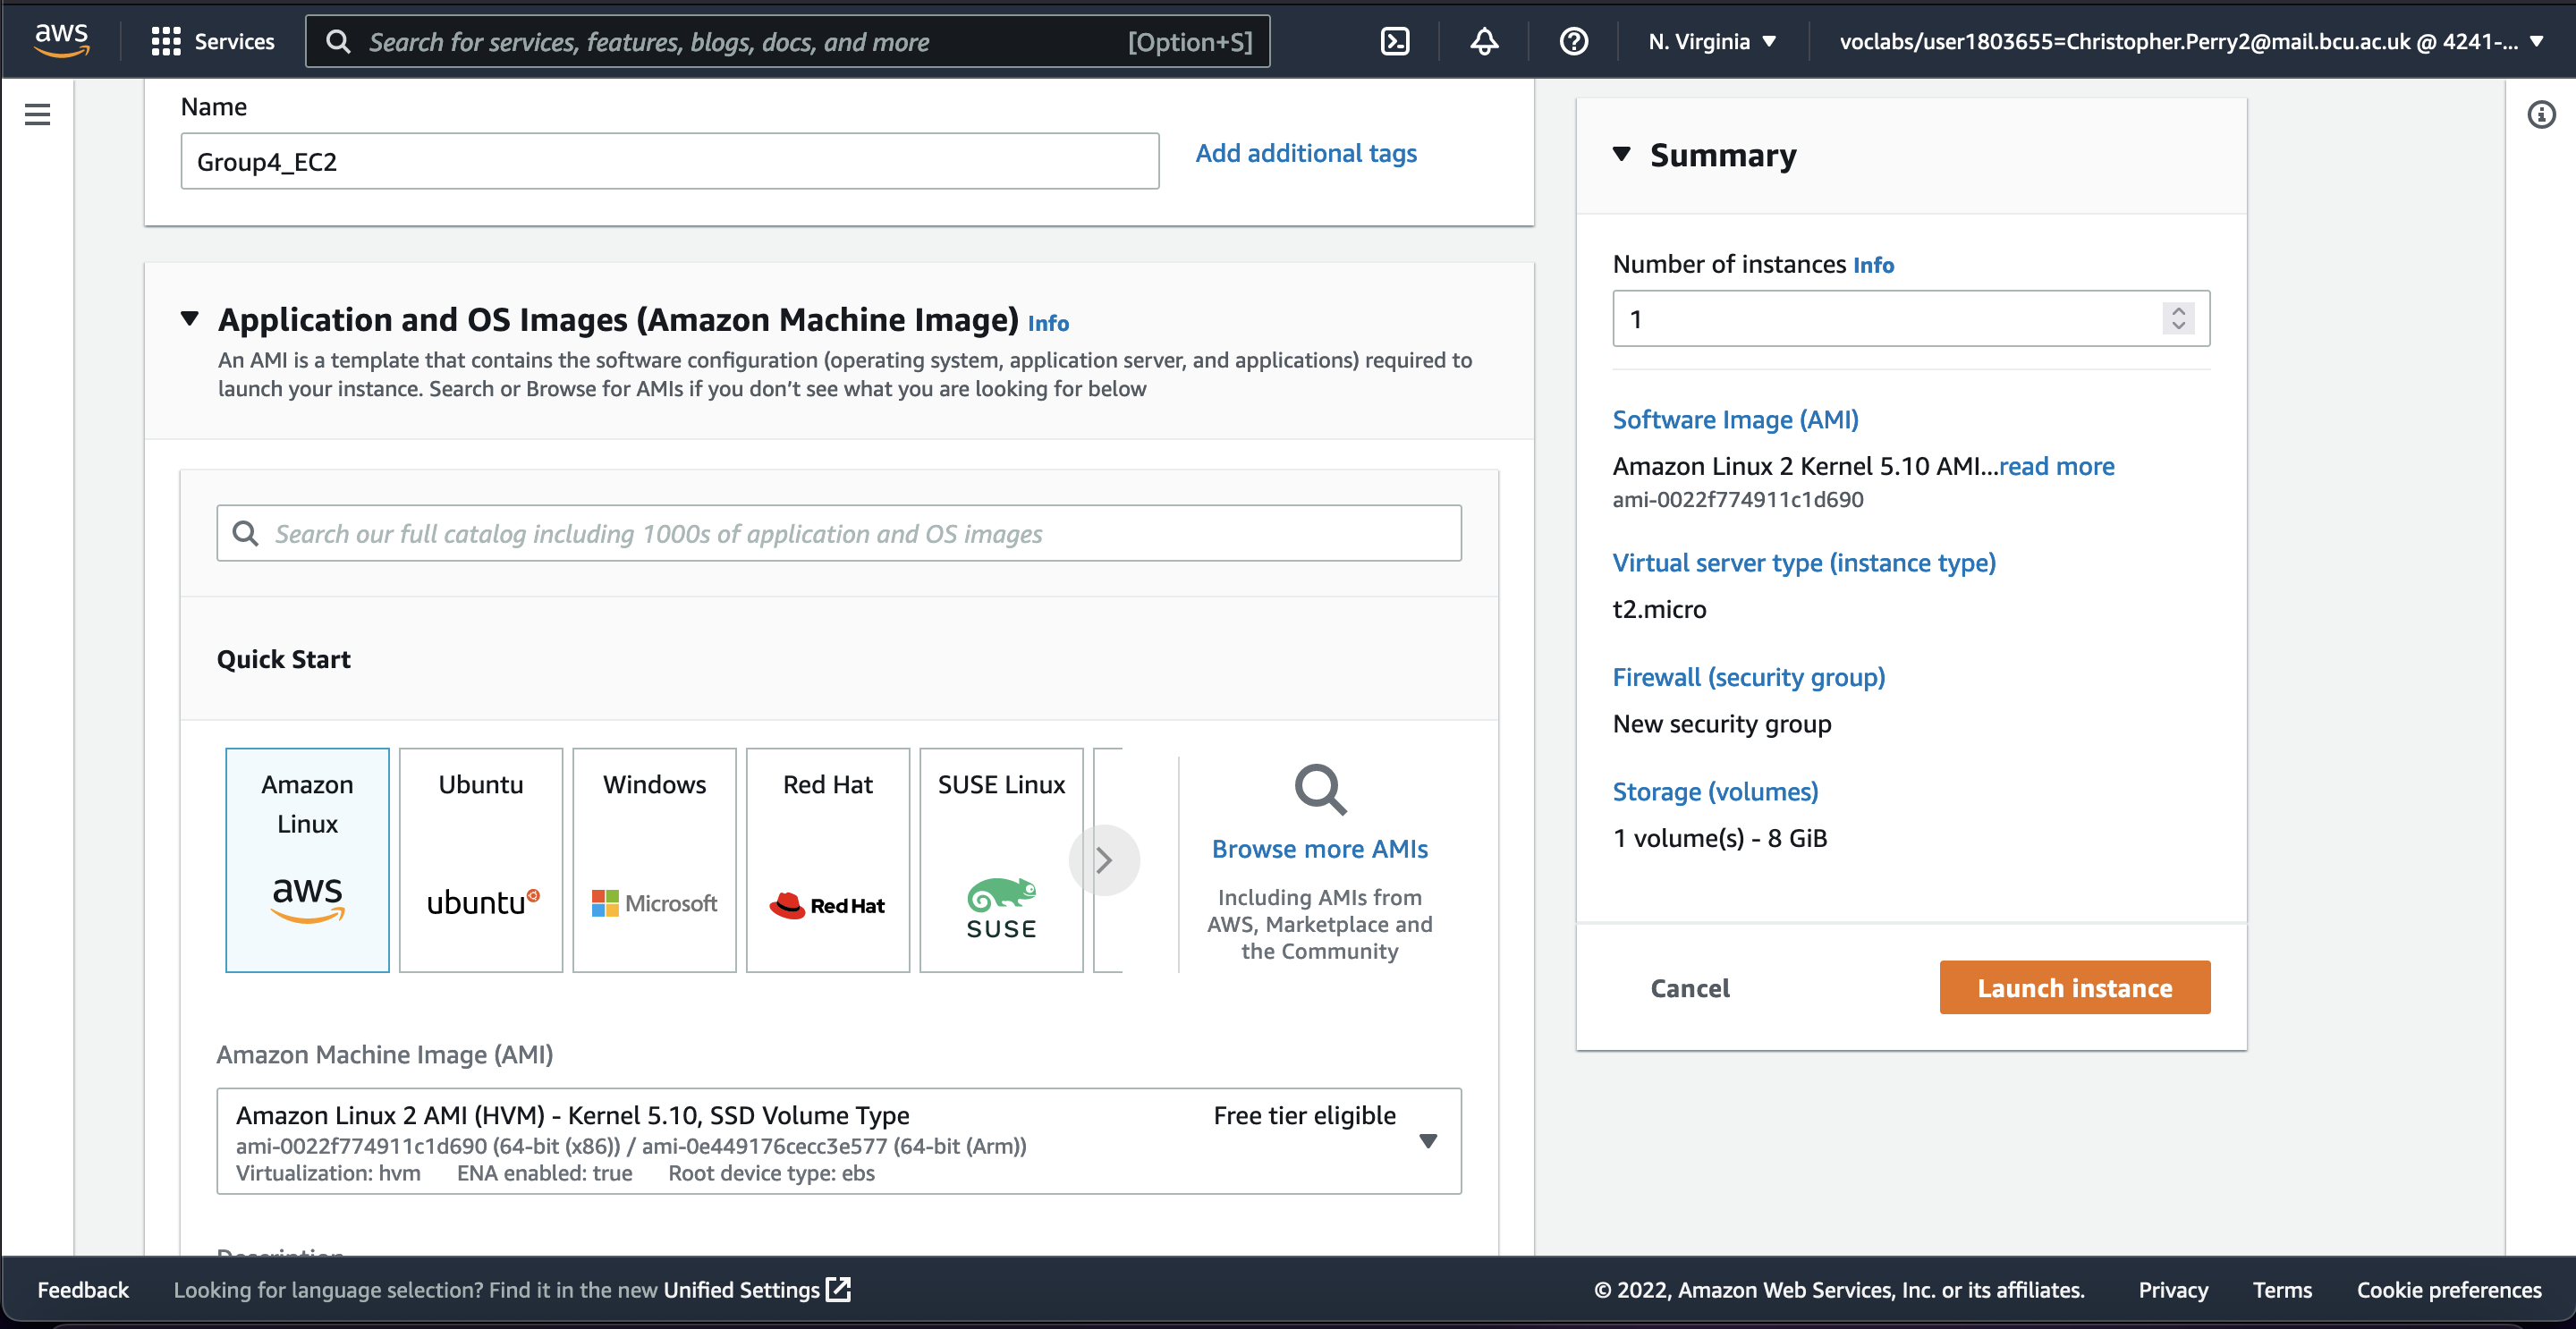 aws
Services
Search for services, features, blogs, docs, and more
[Option+S]
N. Virginia
voclabs/user1803655=Christopher.Perry2@mail.bcu.ac.uk @ 4241-...
Name
Group4_EC2
Add additional tags
Application and OS Images (Amazon Machine Image) Info
An AMI is a template that contains the software configuration (operating system, application server, and applications) required to
launch your instance. Search or Browse for AMIs if you don’t see what you are looking for below
Search our full catalog including 1000s of application and OS images
Quick Start
Amazon
Linux
aws
Ubuntu
ubuntu
Windows
Microsoft
Red Hat
Red Hat
SUSE Linux
SUSE
Browse more AMIs
Including AMIs from
AWS, Marketplace and
the Community
Amazon Machine Image (AMI)
Amazon Linux 2 AMI (HVM) - Kernel 5.10, SSD Volume Type
Free tier eligible
ami-0022f774911c1d690 (64-bit (x86)) / ami-0e449176cecc3e577 (64-bit (Arm))
Virtualization: hvm ENA enabled: true Root device type: ebs
Description
Summary
Number of instances Info
1
Software Image (AMI)
Amazon Linux 2 Kernel 5.10 AMI...read more
ami-0022f774911c1d690
Virtual server type (instance type)
t2.micro
Firewall (security group)
New security group
Storage (volumes)
1 volume(s) - 8 GiB
Cancel
Launch instance
Feedback
Looking for language selection? Find it in the new Unified Settings
© 2022, Amazon Web Services, Inc. or its affiliates.
Privacy
Terms
Cookie preferences